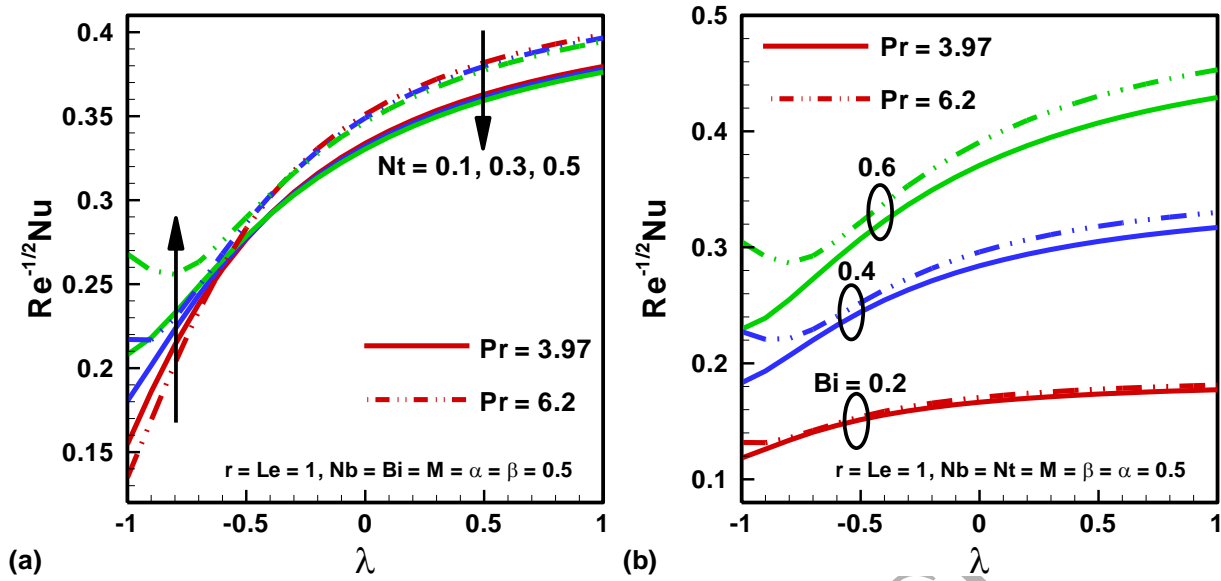 0.4
0.35
0.3
0.25
0.2
0.15
Re^-1/2Nu
Nt = 0.1, 0.3, 0.5
Pr = 3.97
Pr = 6.2
r = Le = 1, Nb = Bi = M = α = β = 0.5
-1 -0.5 0 0.5 1
(a) λ
0.5
0.4
0.3
0.2
0.1
Re^-1/2Nu
Pr = 3.97
Pr = 6.2
0.6
0.4
Bi = 0.2
r = Le = 1, Nb = Nt = M = β = α = 0.5
-1 -0.5 0 0.5 1
(b) λ